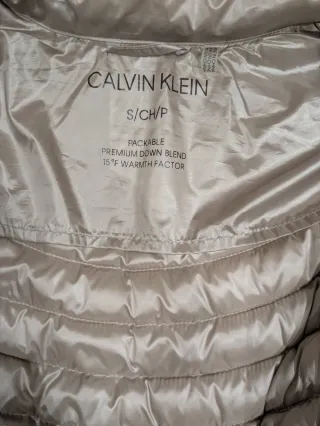 CALVIN KLEIN
S/CH/P
PACKABLE
PREMIUM DOWN BLEND
15°F WARMTH FACTOR